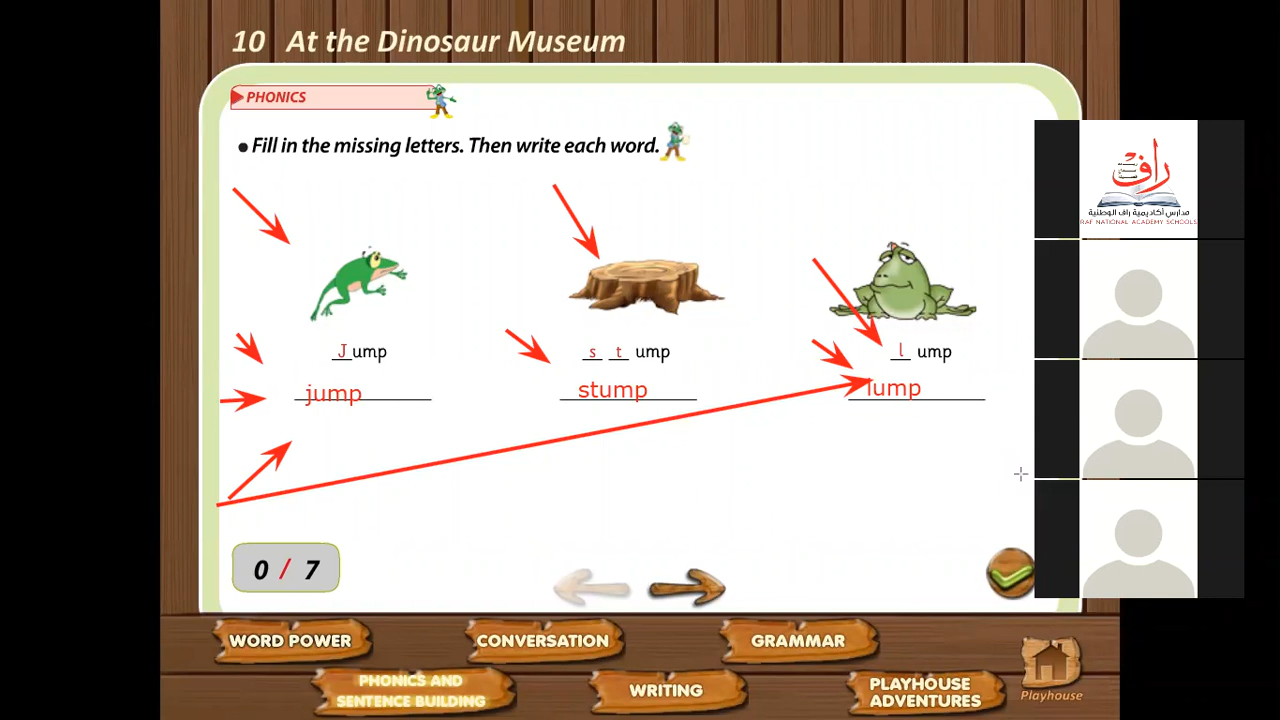 10 At the Dinosaur Museum
PHONICS
• Fill in the missing letters. Then write each word.
J ump
s t ump
l ump
jump
stump
lump
0 / 7
WORD POWER
CONVERSATION
GRAMMAR
PHONICS AND
SENTENCE BUILDING
WRITING
PLAYHOUSE
ADVENTURES
Playhouse
راف
مدارس أكاديمية راف الوطنية
RAF NATIONAL ACADEMY SCHOOLS